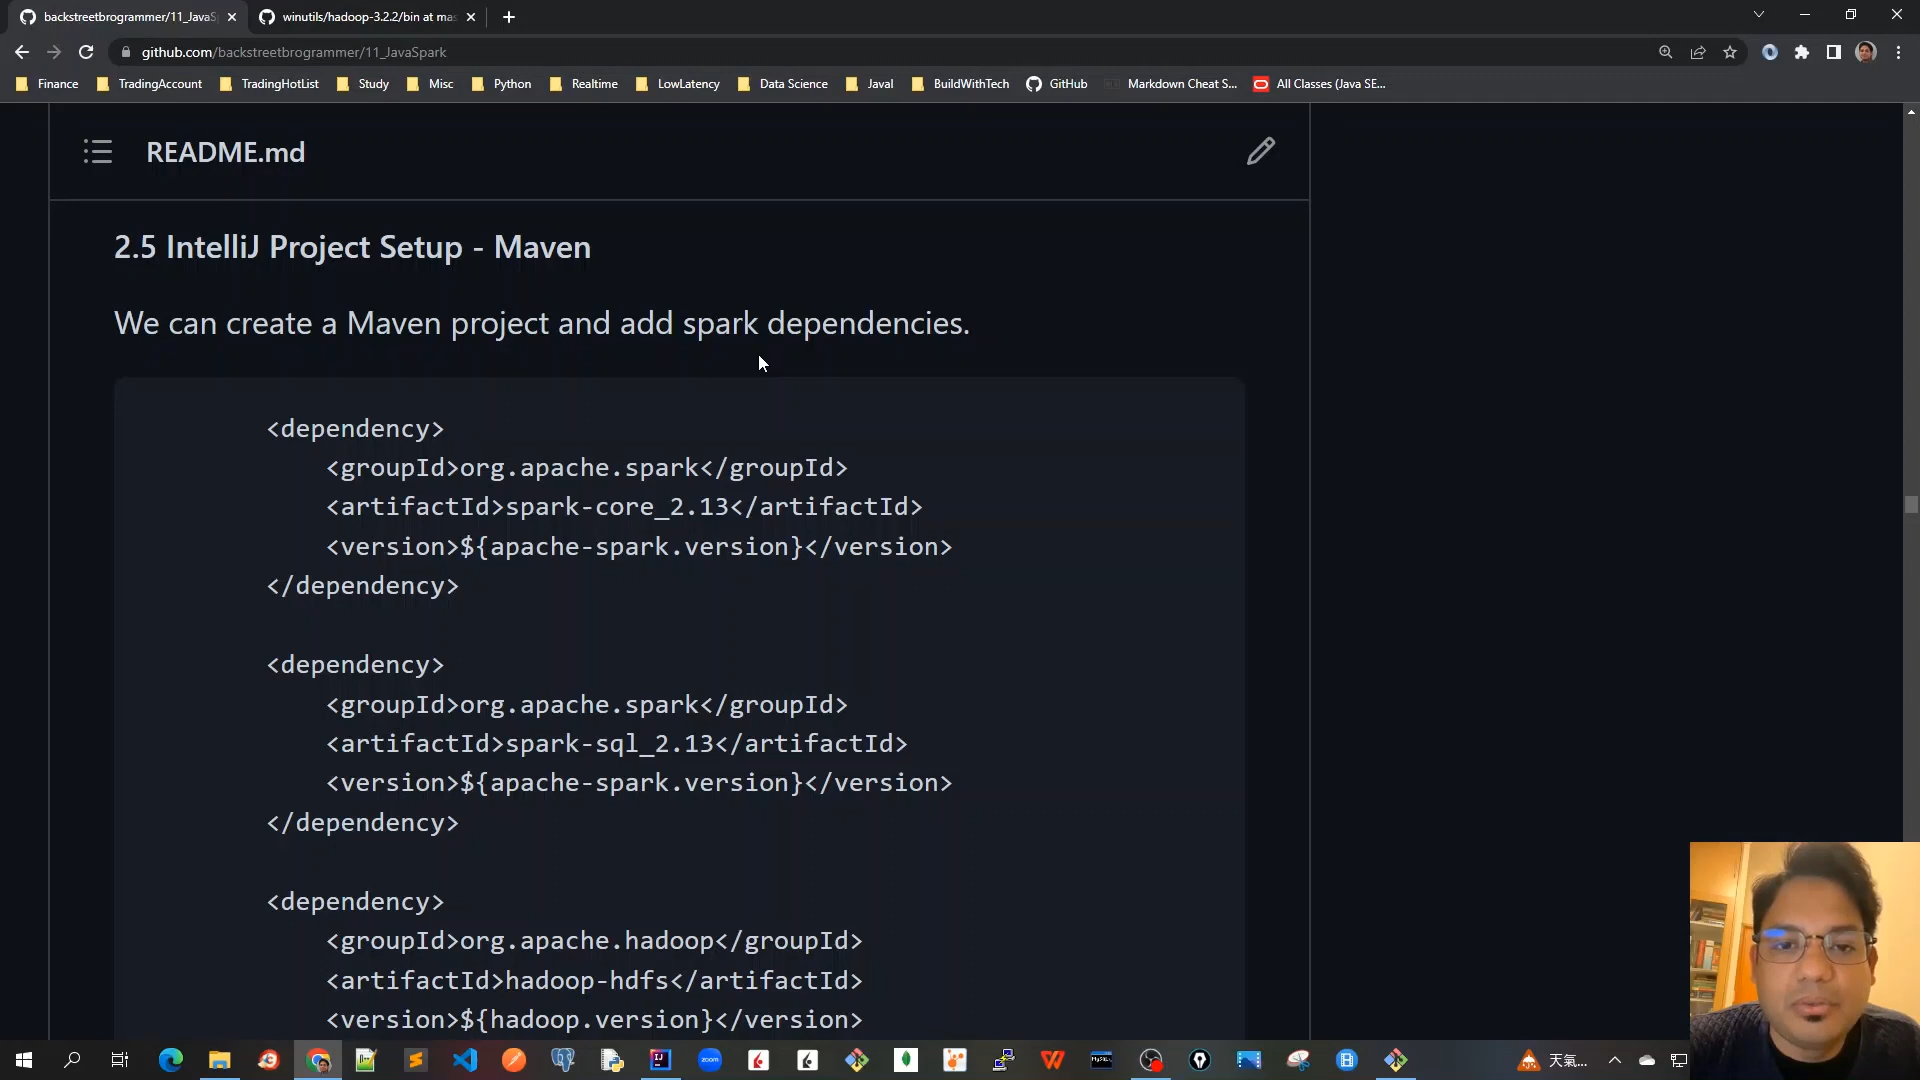 backstreetbrogrammer/11_JavaS
winutils/hadoop-3.2.2/bin at mas
github.com/backstreetbrogrammer/11_JavaSpark
Finance
TradingAccount
TradingHotList
Study
Misc
Python
Realtime
LowLatency
Data Science
JavaI
BuildWithTech
GitHub
Markdown Cheat S...
All Classes (Java SE...
README.md
2.5 IntelliJ Project Setup - Maven
We can create a Maven project and add spark dependencies.
<dependency>
<groupId>org.apache.spark</groupId>
<artifactId>spark-core_2.13</artifactId>
<version>${apache-spark.version}</version>
</dependency>
<dependency>
<groupId>org.apache.spark</groupId>
<artifactId>spark-sql_2.13</artifactId>
<version>${apache-spark.version}</version>
</dependency>
<dependency>
<groupId>org.apache.hadoop</groupId>
<artifactId>hadoop-hdfs</artifactId>
<version>${hadoop.version}</version>
天氣...